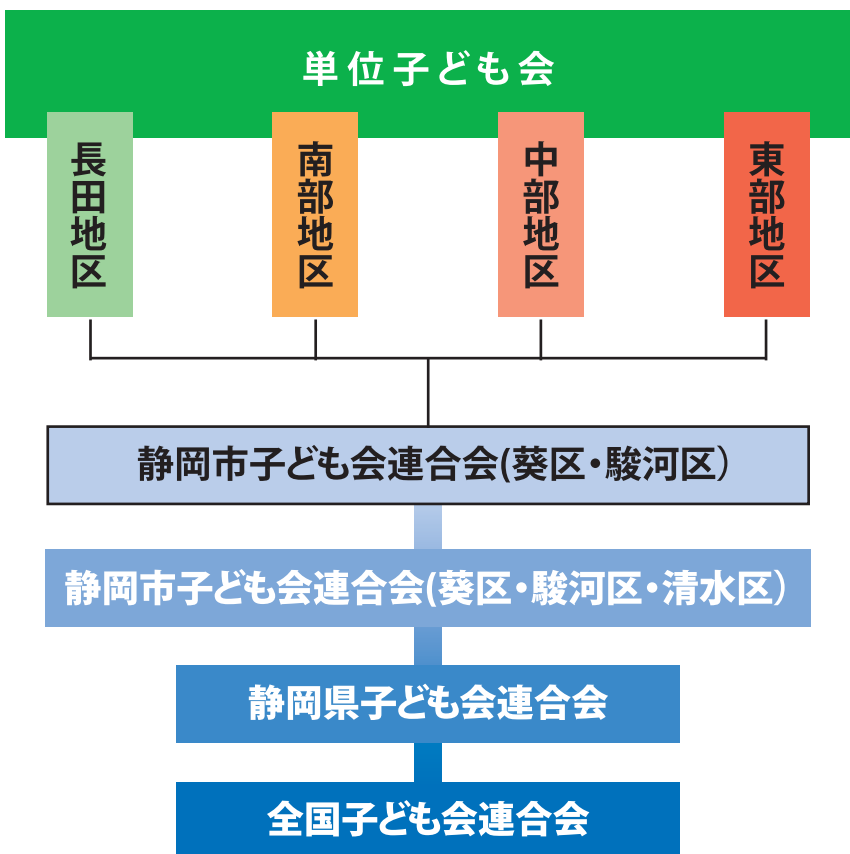 単位子ども会
長田地区
南部地区
中部地区
東部地区
静岡市子ども会連合会(葵区・駿河区）
静岡市子ども会連合会(葵区・駿河区・清水区）
静岡県子ども会連合会
全国子ども会連合会